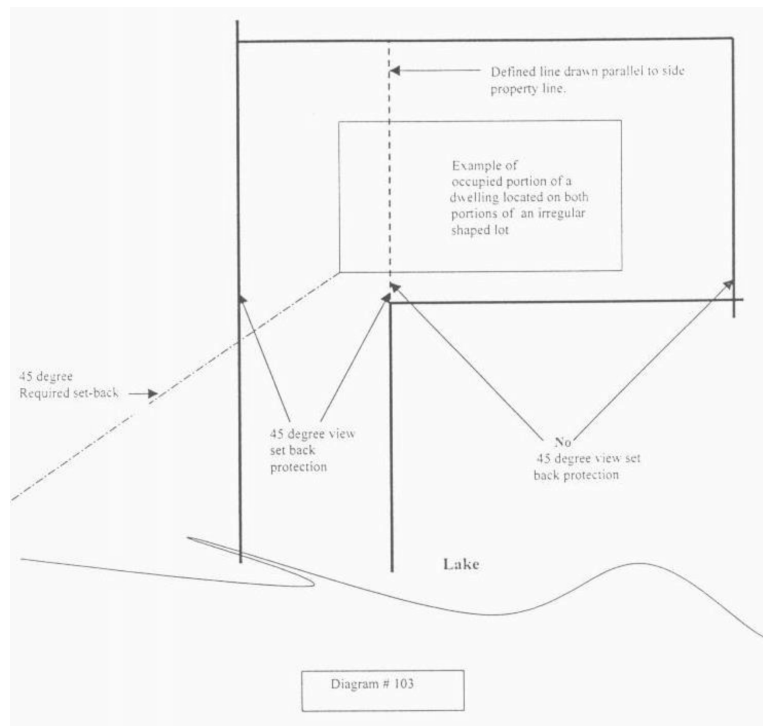 Defined line drawn parallel to side
property line.
Example of
occupied portion of a
dwelling located on both
portions of an irregular
shaped lot
45 degree
Required set-back
45 degree view
set back
protection
No
45 degree view set
back protection
Lake
Diagram # 103